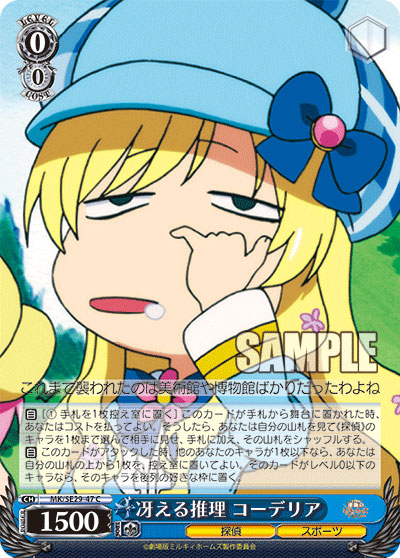 LEVEL
0
0
COST
SAMPLE
これまで襲われたのは美術館や博物館ばかりだったわよね
自［① 手札を1枚控え室に置く］このカードが手札から舞台に置かれた時、
あなたはコストを払ってよい。そうしたら、あなたは自分の山札を見て《探偵》の
キャラを1枚まで選んで相手に見せ、手札に加え、その山札をシャッフルする。
自 このカードがアタックした時、他のあなたのキャラが1枚以下なら、あなたは
自分の山札の上から1枚を公開する。そのカードがレベル0以下の
キャラなら、そのキャラを後列の好きな枠に置く。
CH
MK/SE29-47 C
1500
冴える推理 コーデリア
探偵
スポーツ
©劇場版ミルキィホームズ製作委員会